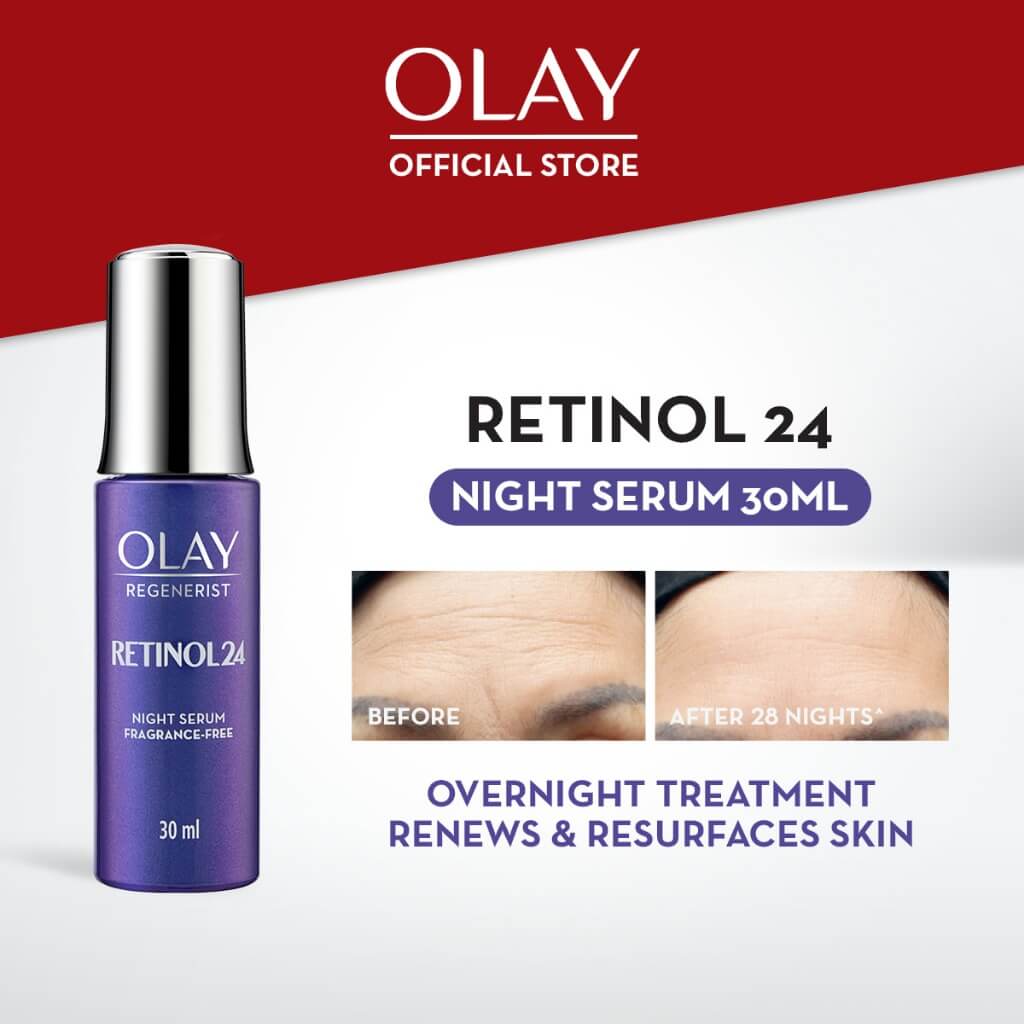 OLAY
OFFICIAL STORE
RETINOL 24
NIGHT SERUM 30ML
OLAY
REGENERIST
RETINOL24
NIGHT SERUM
FRAGRANCE-FREE
30 ml
BEFORE
AFTER 28 NIGHTS^
OVERNIGHT TREATMENT
RENEWS & RESURFACES SKIN